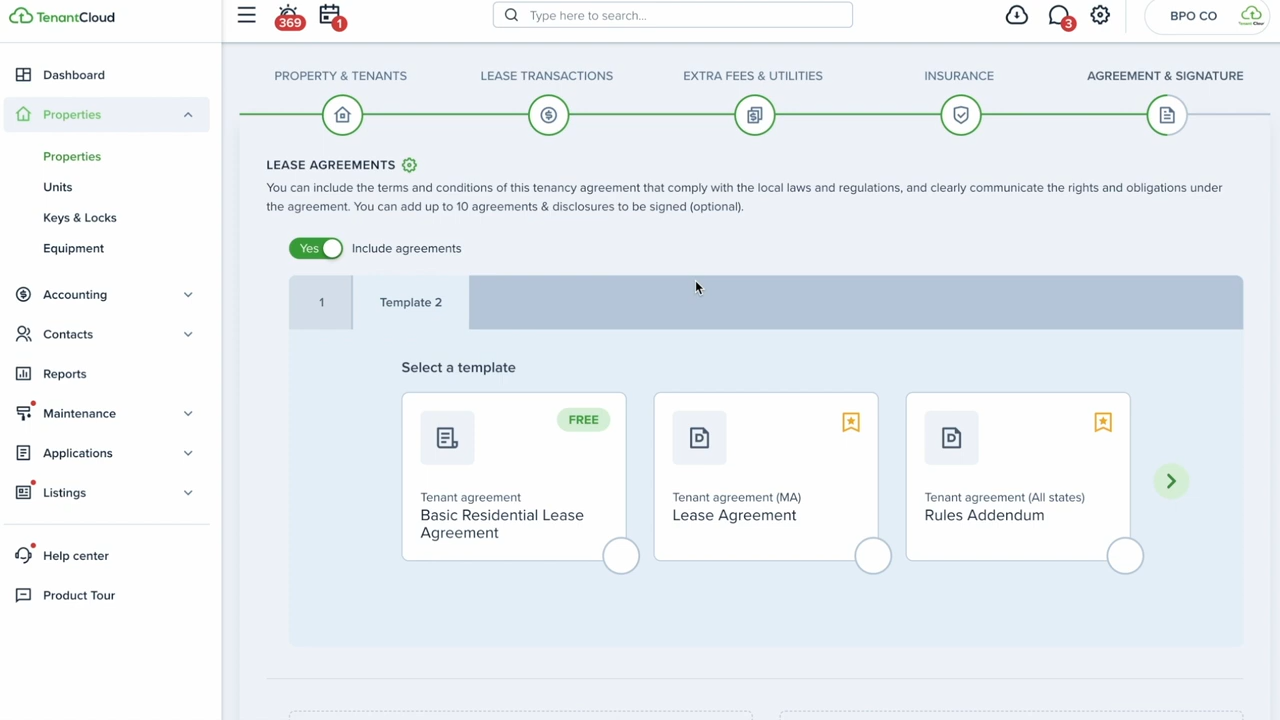 TenantCloud
369
1
Type here to search...
3
BPO CO
Dashboard
Properties
Properties
Units
Keys & Locks
Equipment
Accounting
Contacts
Reports
Maintenance
Applications
Listings
Help center
Product Tour
PROPERTY & TENANTS
LEASE TRANSACTIONS
EXTRA FEES & UTILITIES
INSURANCE
AGREEMENT & SIGNATURE
LEASE AGREEMENTS
You can include the terms and conditions of this tenancy agreement that comply with the local laws and regulations, and clearly communicate the rights and obligations under
the agreement. You can add up to 10 agreements & disclosures to be signed (optional).
Yes
Include agreements
1
Template 2
Select a template
FREE
Tenant agreement
Basic Residential Lease
Agreement
Tenant agreement (MA)
Lease Agreement
Tenant agreement (All states)
Rules Addendum